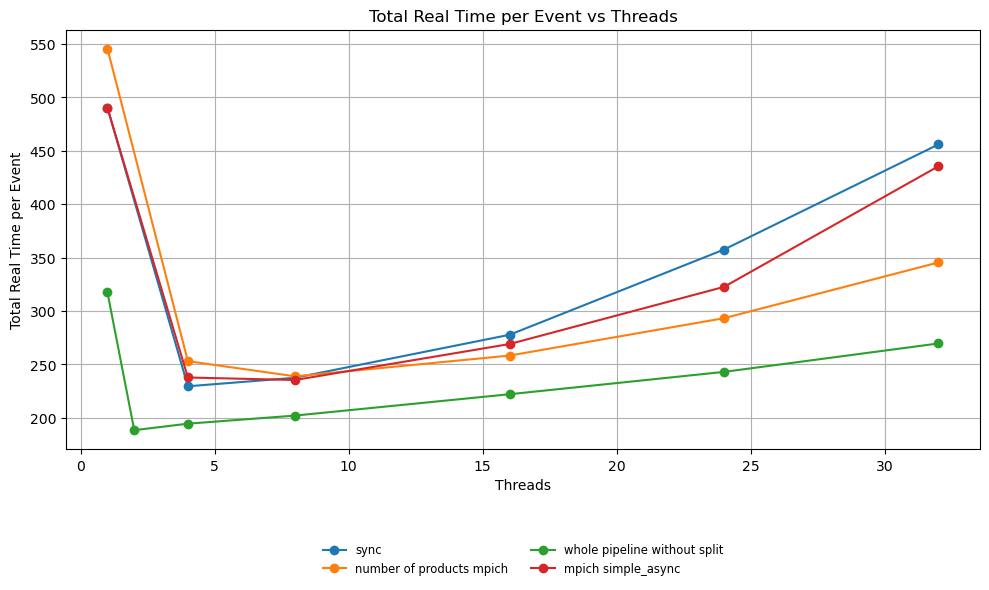 Total Real Time per Event vs Threads
Total Real Time per Event
550
500
450
400
350
300
250
200
0 5 10 15 20 25 30
Threads
sync
number of products mpich
whole pipeline without split
mpich simple_async